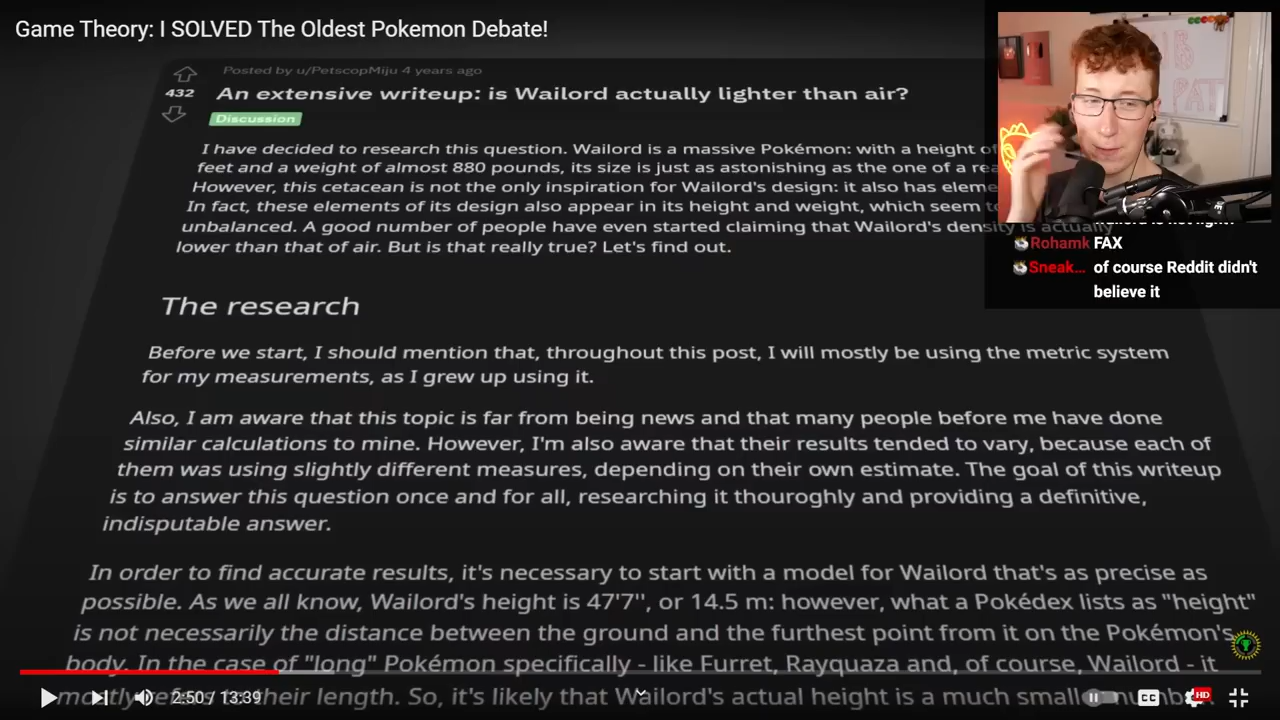 Game Theory: I SOLVED The Oldest Pokemon Debate!
Posted by u/PetscopMiju 4 years ago
432
An extensive writeup: is Wailord actually lighter than air?
Discussion
I have decided to research this question. Wailord is a massive Pokémon: with a height of
feet and a weight of almost 880 pounds, its size is just as astonishing as the one of a
However, this cetacean is not the only inspiration for Wailord's design: it also has
In fact, these elements of its design also appear in its height and weight, which seem
unbalanced. A good number of people have even started claiming that Wailord's density is actually
lower than that of air. But is that really true? Let's find out.
Rohamk FAX
Sneak... of course Reddit didn't
believe it
The research
Before we start, I should mention that, throughout this post, I will mostly be using the metric system
for my measurements, as I grew up using it.
Also, I am aware that this topic is far from being news and that many people before me have done
similar calculations to mine. However, I'm also aware that their results tended to vary, because each of
them was using slightly different measures, depending on their own estimate. The goal of this writeup
is to answer this question once and for all, researching it thouroghly and providing a definitive,
indisputable answer.
In order to find accurate results, it's necessary to start with a model for Wailord that's as precise as
possible. As we all know, Wailord's height is 47'7'', or 14.5 m: however, what a Pokédex lists as "height"
is not necessarily the distance between the ground and the furthest point from it on the Pokémon's
body. In the case of "long" Pokémon specifically - like Furret, Rayquaza and, of course, Wailord - it
mostly their length. So, it's likely that Wailord's actual height is a much
2:50 / 13:39
CC
HD